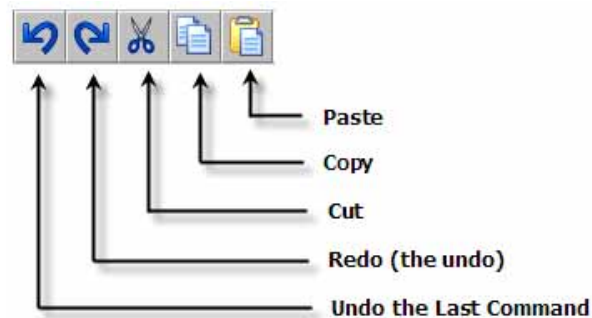 Paste
Copy
Cut
Redo (the undo)
Undo the Last Command